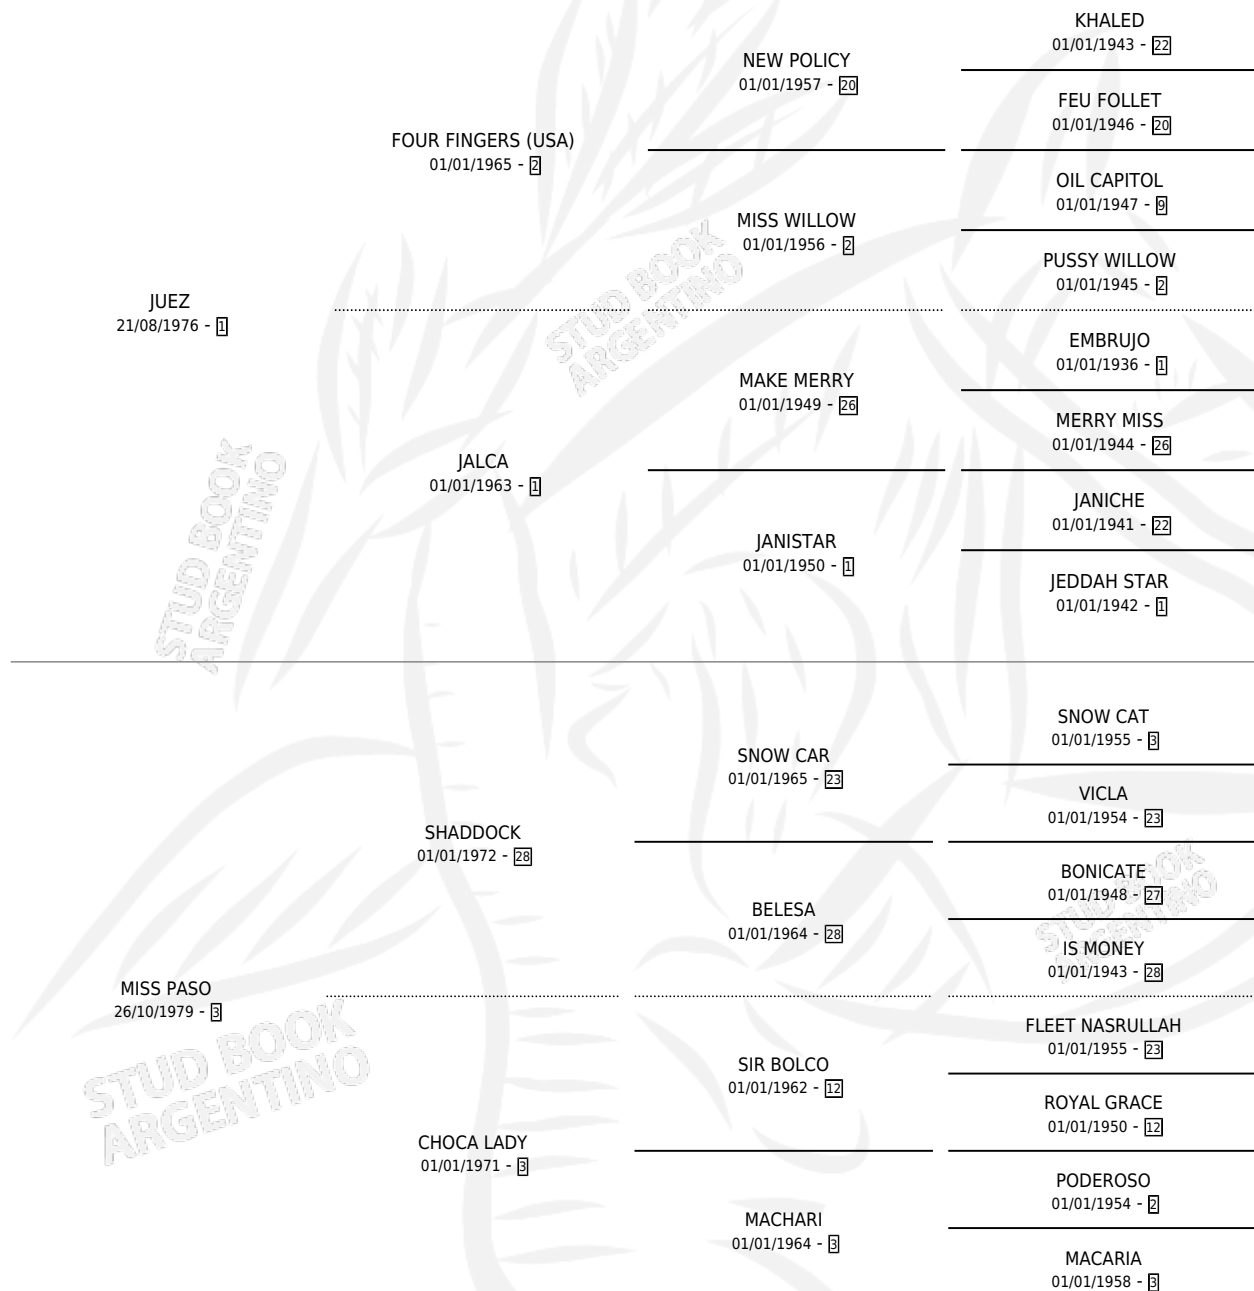 KHALED
01/01/1943 - 22
NEW POLICY
01/01/1957 - 20
FEU FOLLET
01/01/1946 - 20
FOUR FINGERS (USA)
01/01/1965 - 2
OIL CAPITOL
01/01/1947 - 9
MISS WILLOW
01/01/1956 - 2
PUSSY WILLOW
01/01/1945 - 2
JUEZ
21/08/1976 - 1
EMBRUJO
01/01/1936 - 1
MAKE MERRY
01/01/1949 - 26
MERRY MISS
01/01/1944 - 26
JALCA
01/01/1963 - 1
JANICHE
01/01/1941 - 22
JANISTAR
01/01/1950 - 1
JEDDAH STAR
01/01/1942 - 1
STUD BOOK
ARGENTINO
STUD BOOK
ARGENTINO
SNOW CAT
01/01/1955 - 3
SNOW CAR
01/01/1965 - 23
VICLA
01/01/1954 - 23
SHADDOCK
01/01/1972 - 28
BONICATE
01/01/1948 - 27
BELESA
01/01/1964 - 28
IS MONEY
01/01/1943 - 28
MISS PASO
26/10/1979 - 3
FLEET NASRULLAH
01/01/1955 - 23
SIR BOLCO
01/01/1962 - 12
ROYAL GRACE
01/01/1950 - 12
CHOCA LADY
01/01/1971 - 3
PODEROSO
01/01/1954 - 2
MACHARI
01/01/1964 - 3
MACARIA
01/01/1958 - 3
STUD BOOK
ARGENTINO
STUD BOOK
ARGENTINO